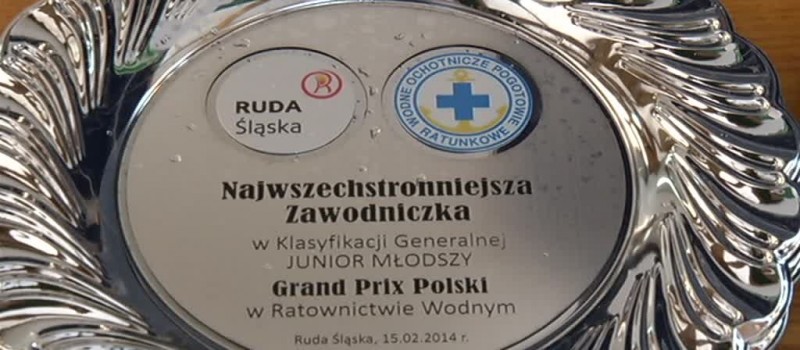 RUDA
Śląska
WODNE OCHOTNICZE POGOTOWIE
RATUNKOWE
Najwszechstronniejsza
Zawodniczka
w Klasyfikacji Generalnej
JUNIOR MŁODSZY
Grand Prix Polski
w Ratownictwie Wodnym
Ruda Śląska, 15.02.2014 r.